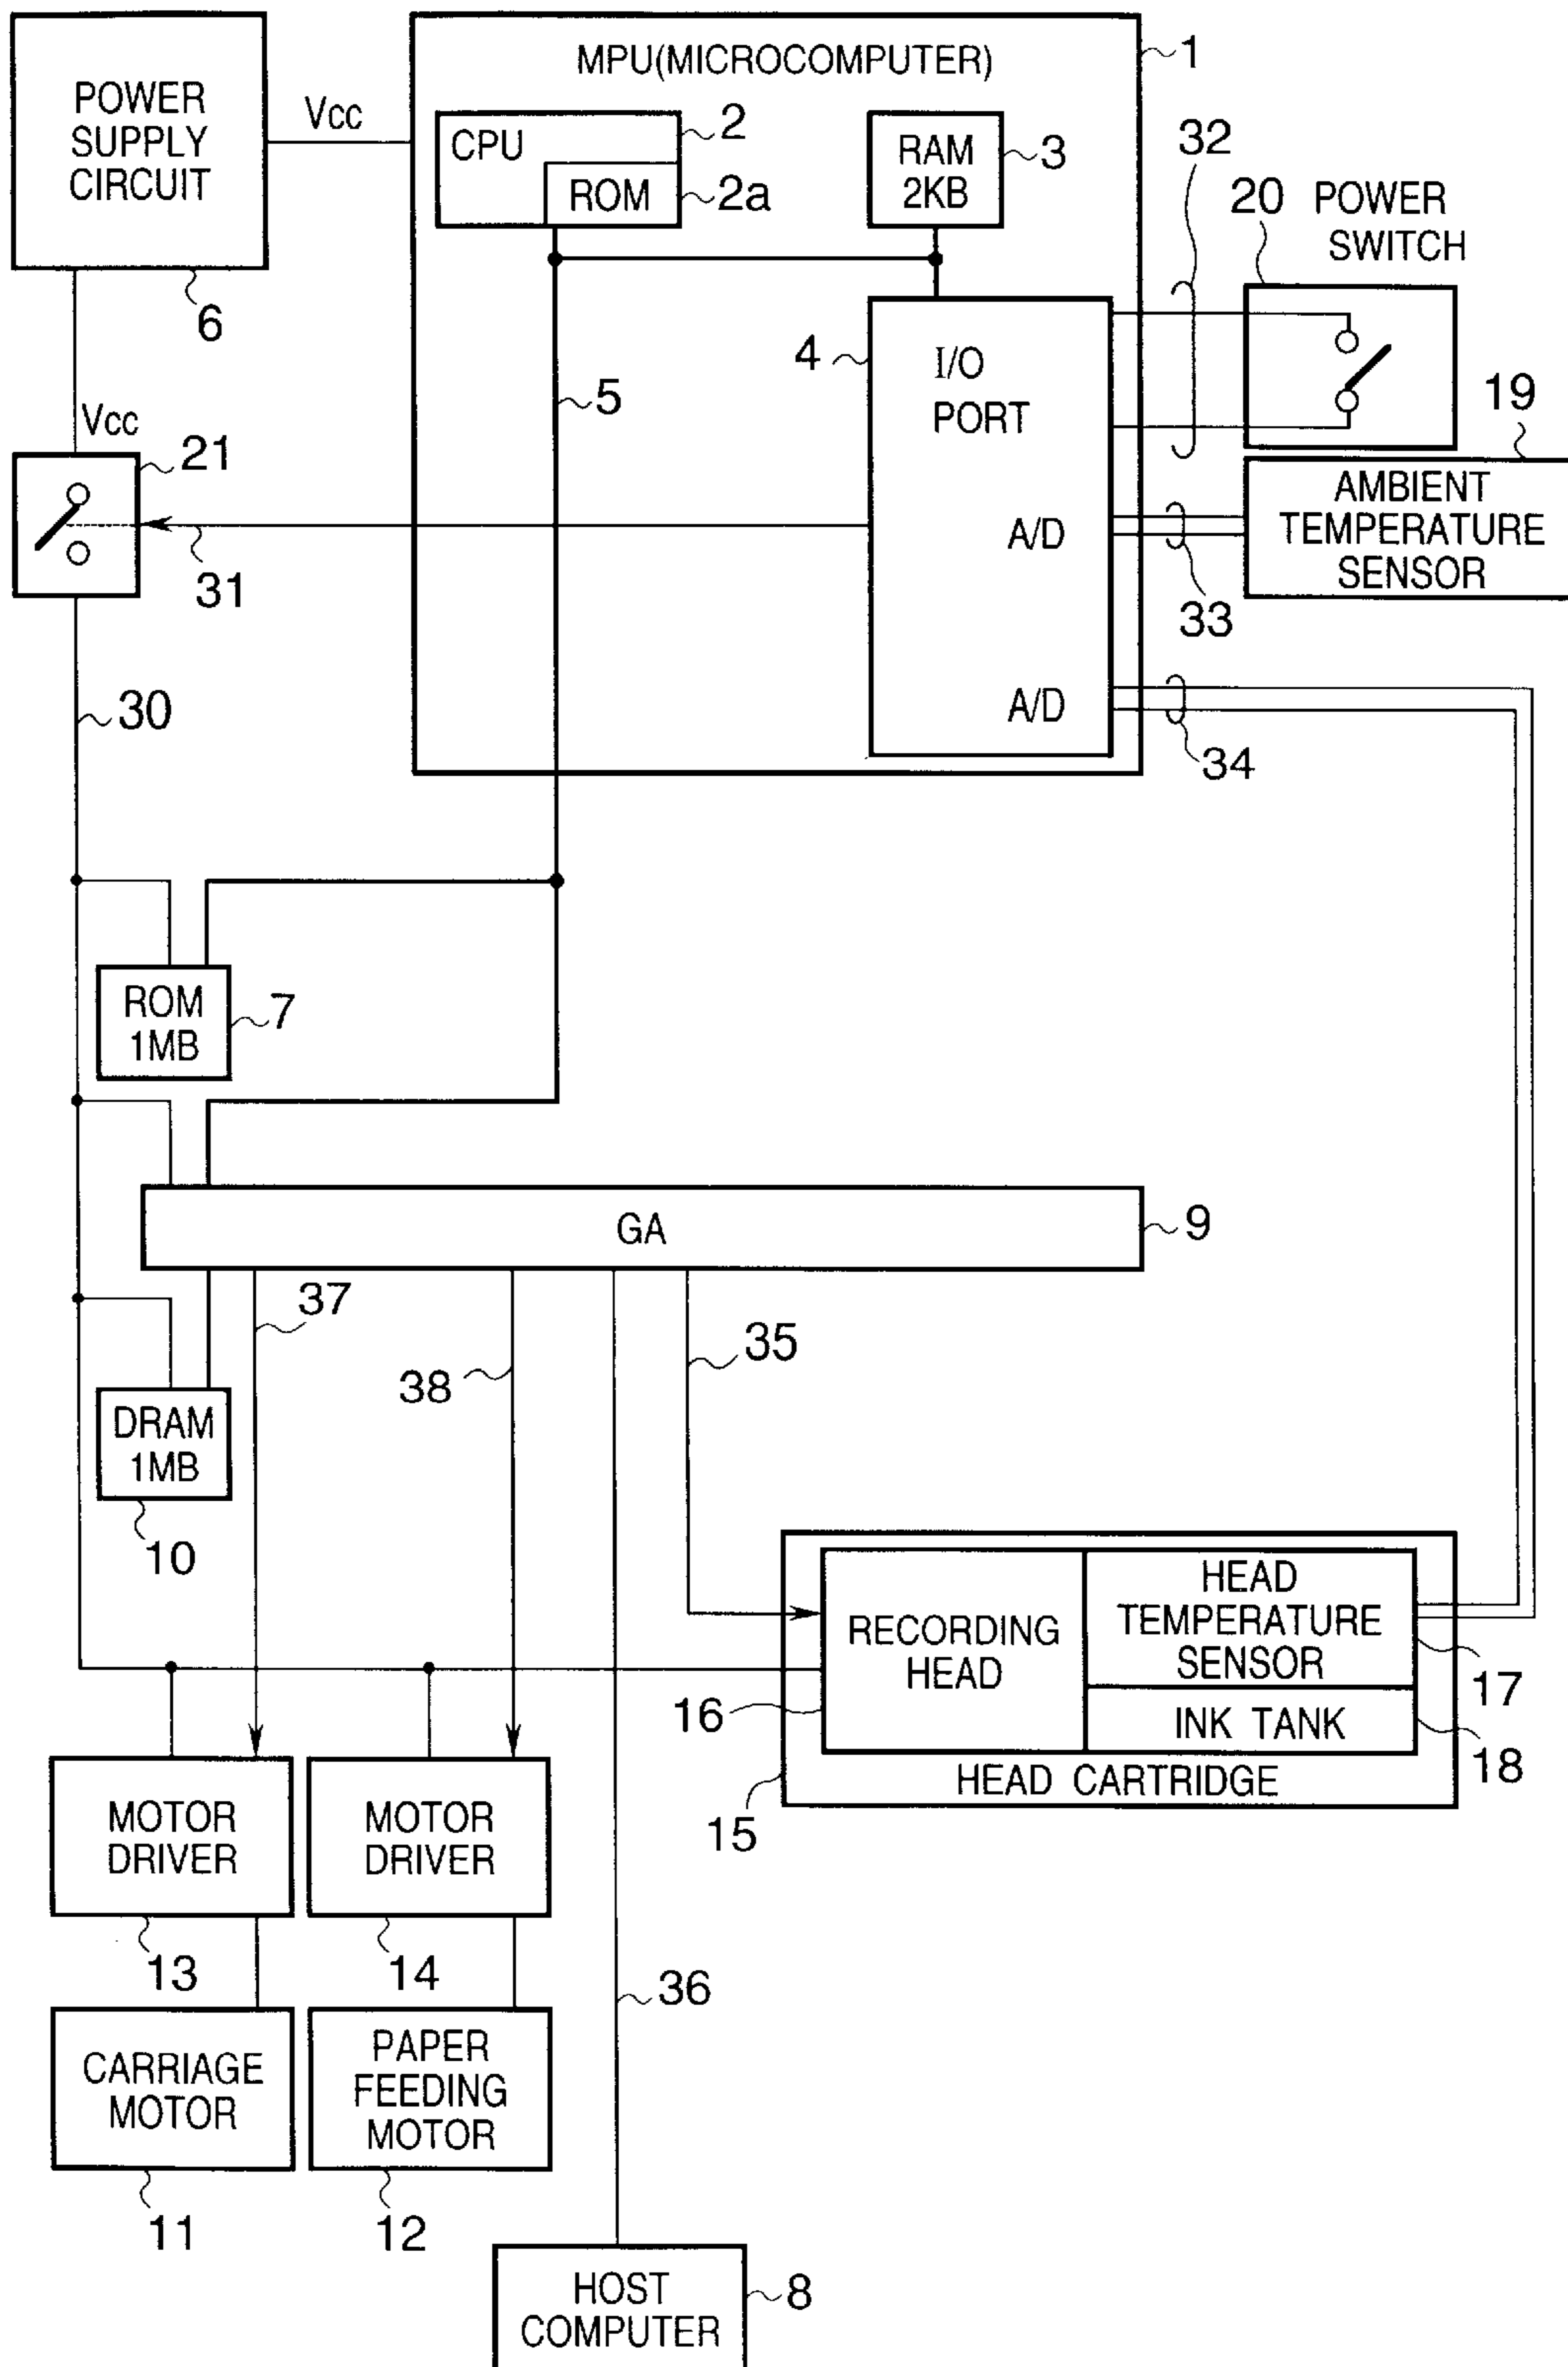 POWER
SUPPLY
CIRCUIT
6
Vcc
MPU(MICROCOMPUTER)
1
CPU
2
ROM
2a
RAM
2KB
3
32
20
POWER
SWITCH
4
I/O
PORT
5
A/D
A/D
19
AMBIENT
TEMPERATURE
SENSOR
33
34
Vcc
21
31
30
ROM
1MB
7
GA
9
37
38
35
DRAM
1MB
10
RECORDING
HEAD
16
HEAD
TEMPERATURE
SENSOR
17
INK TANK
18
HEAD CARTRIDGE
15
MOTOR
DRIVER
13
MOTOR
DRIVER
14
36
CARRIAGE
MOTOR
11
PAPER
FEEDING
MOTOR
12
HOST
COMPUTER
8